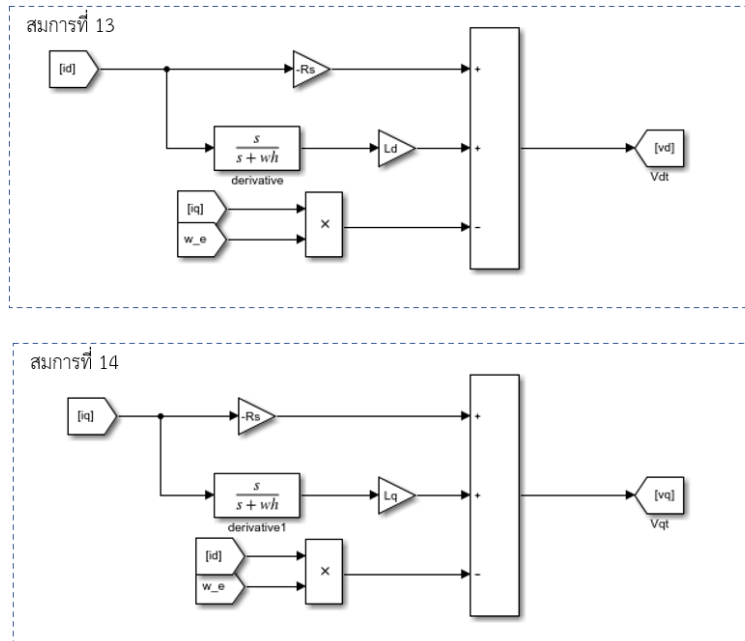 สมการที่ 13
[id]
-Rs
+
s
s + wh
derivative
Ld
+
[vd]
Vdt
[iq]
w_e
×
−
สมการที่ 14
[iq]
-Rs
+
s
s + wh
derivative1
Lq
+
[vq]
Vqt
[id]
w_e
×
−